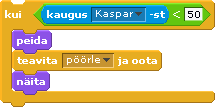 kui kaugus Kaspar -st < 50
peida
teavita pöörle ja oota
näita